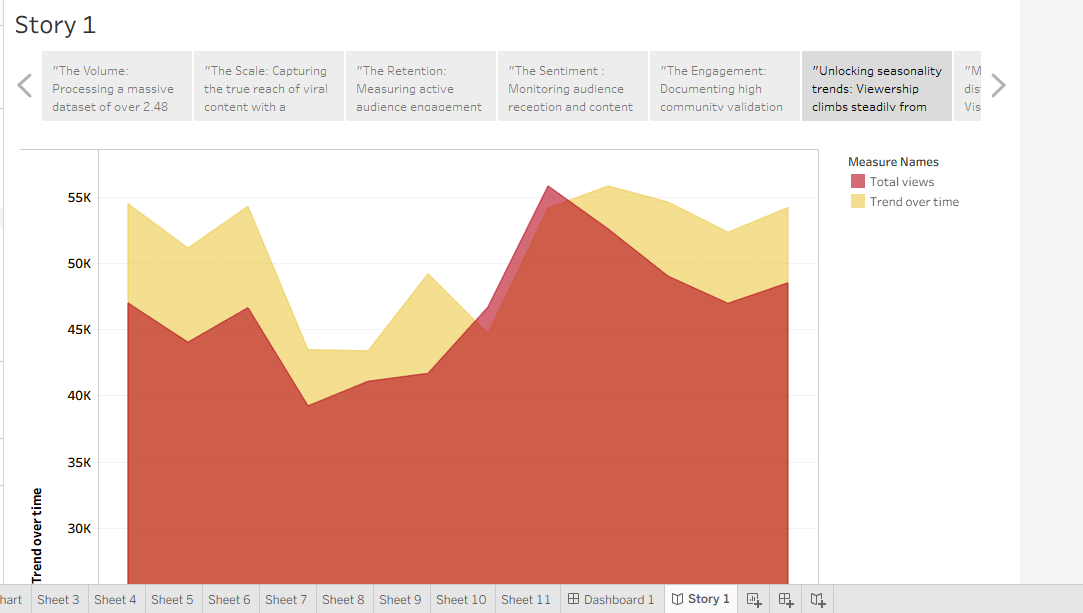 Story 1
"The Volume:
Processing a massive
dataset of over 2.48
"The Scale: Capturing
the true reach of viral
content with a
"The Retention:
Measuring active
audience engagement
"The Sentiment :
Monitoring audience
reception and content
"The Engagement:
Documenting high
community validation
"Unlocking seasonality
trends: Viewership
climbs steadily from
"M
dis
Vis
Measure Names
Total views
Trend over time
55K
50K
45K
40K
35K
30K
Trend over time
hart
Sheet 3
Sheet 4
Sheet 5
Sheet 6
Sheet 7
Sheet 8
Sheet 9
Sheet 10
Sheet 11
Dashboard 1
Story 1